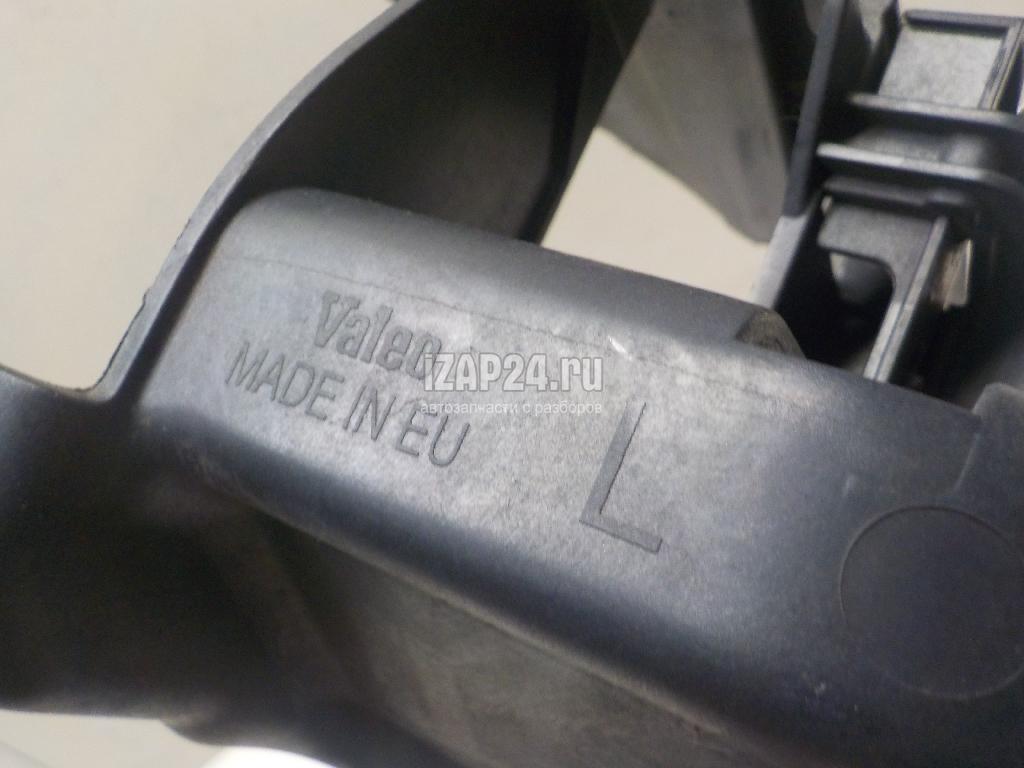 Valeo
MADE IN EU
L
iZAP24.ru
автозапчасти с разборов